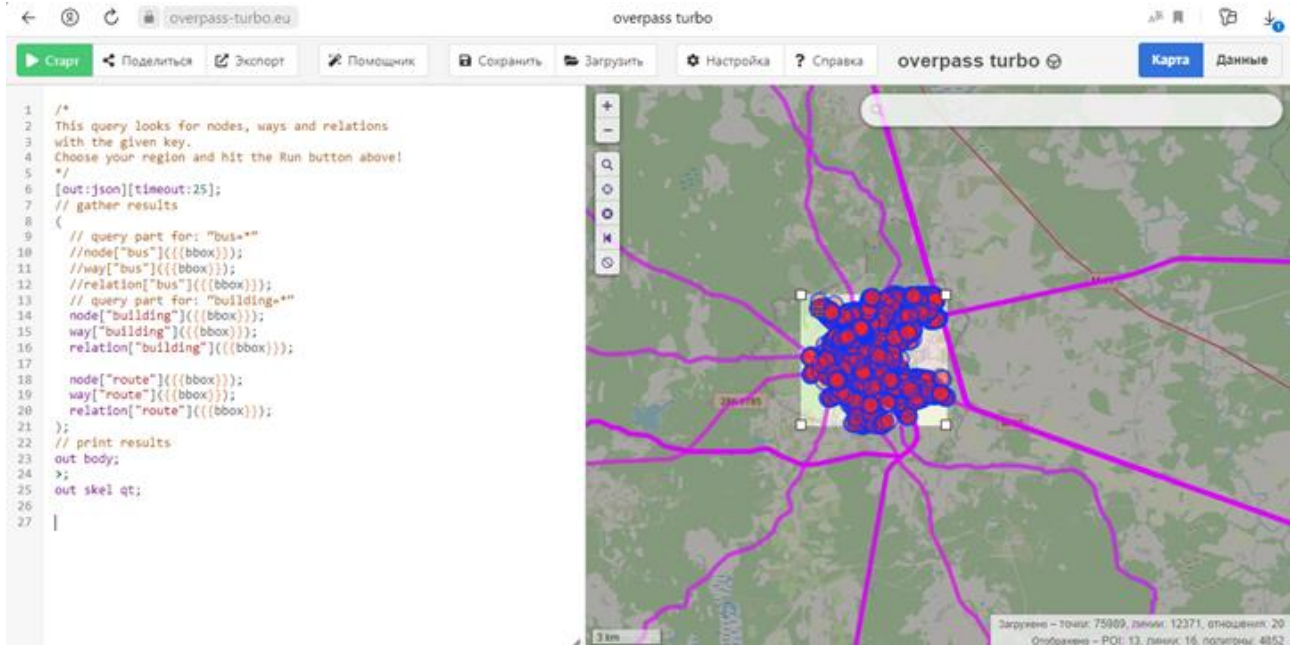 overpass-turbo.eu
overpass turbo
Старт Поделиться Экспорт Помощник Сохранить Загрузить Настройка ? Справка overpass turbo Карта Данные
1 /*
2 This query looks for nodes, ways and relations
3 with the given key.
4 Choose your region and hit the Run button above!
5 */
6 [out:json][timeout:25];
7 // gather results
8 (
9 // query part for: "bus=*"
10 //node["bus"]({{bbox}});
11 //way["bus"]({{bbox}});
12 //relation["bus"]({{bbox}});
13 // query part for: "building=*"
14 node["building"]({{bbox}});
15 way["building"]({{bbox}});
16 relation["building"]({{bbox}});
17
18 node["route"]({{bbox}});
19 way["route"]({{bbox}});
20 relation["route"]({{bbox}});
21 );
22 // print results
23 out body;
24 >;
25 out skel qt;
26
27
+
−
3 km
Загружено – точки: 75989, линии: 12371, отношения: 20
Отображено – POI: 13, линии: 16, полигоны: 4852